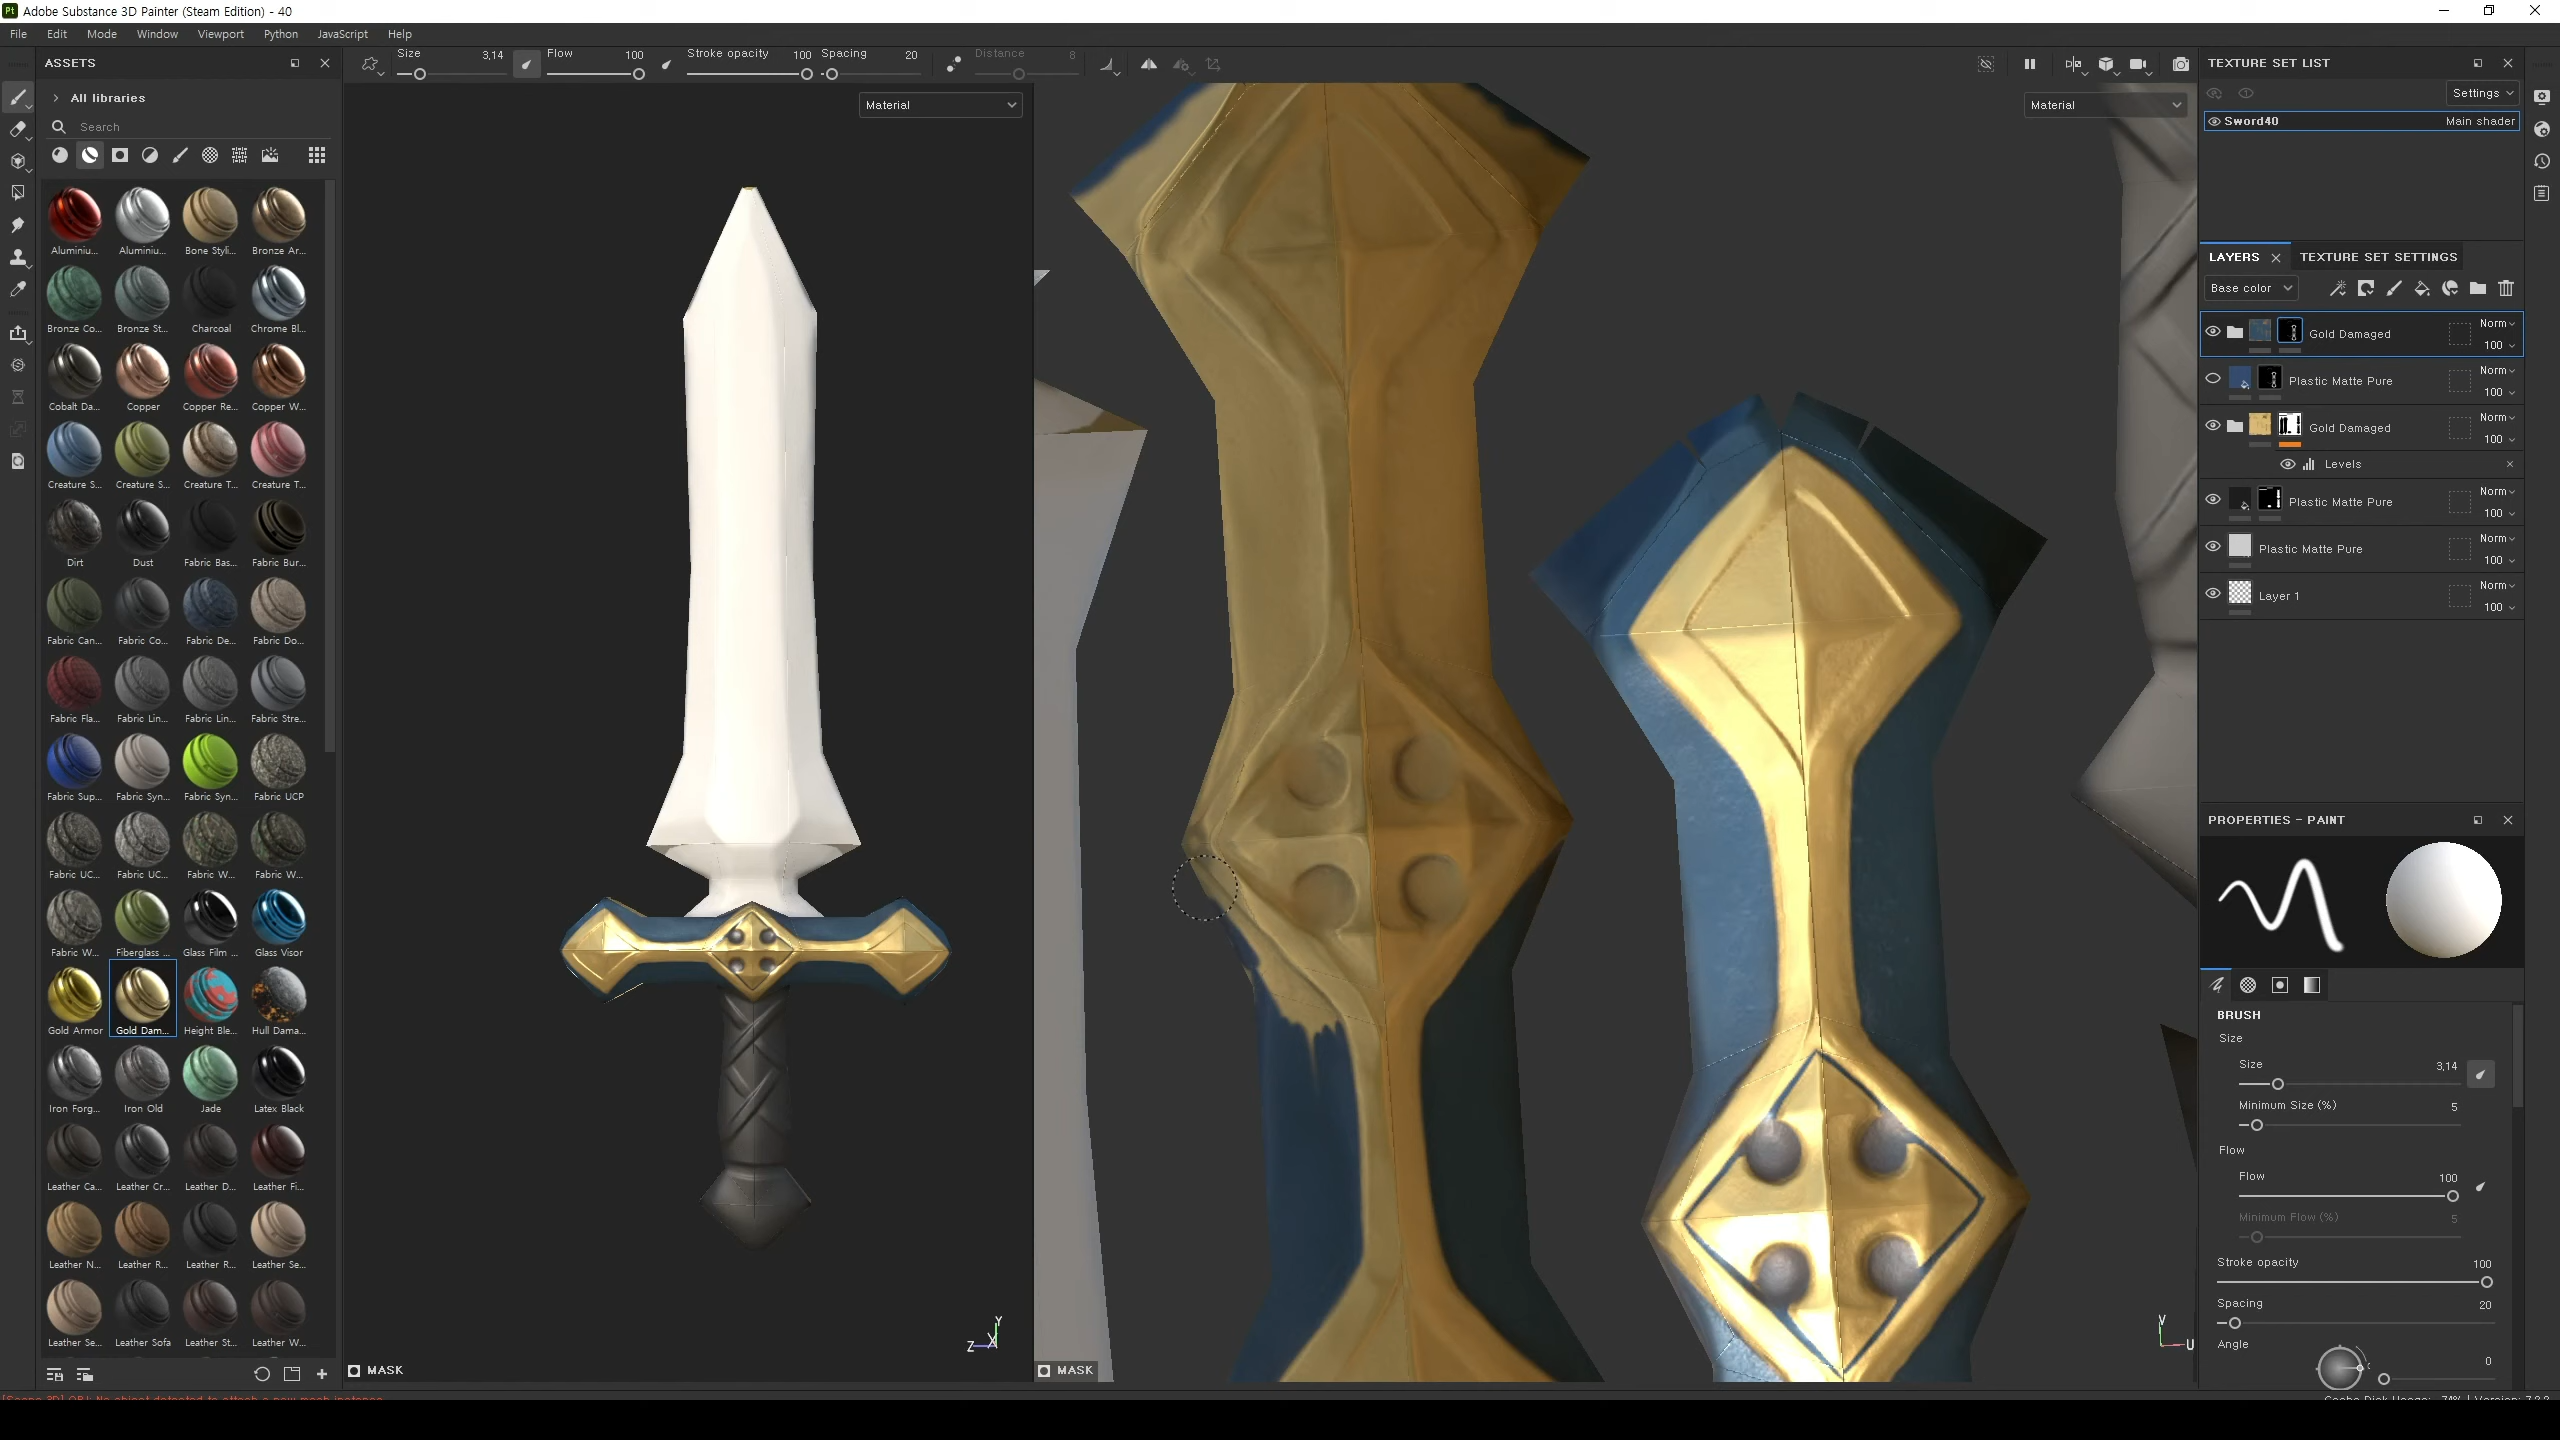 Adobe Substance 3D Painter (Steam Edition) - 40
File Edit Mode Window Viewport Python JavaScript Help
ASSETS
Size 3,14 Flow 100 Stroke opacity 100 Spacing 20 Distance 8
TEXTURE SET LIST
All libraries
Search
Material
Material
Settings
Sword40 Main shader
Aluminiu... Aluminiu... Bone Styli... Bronze Ar...
Bronze Co... Bronze St... Charcoal Chrome Bl...
Cobalt Da... Copper Copper Re... Copper W...
Creature S... Creature S... Creature T... Creature T...
Dirt Dust Fabric Bas... Fabric Bur...
Fabric Can... Fabric Co... Fabric De... Fabric Do...
Fabric Fla... Fabric Lin... Fabric Lin... Fabric Stre...
Fabric Sup... Fabric Syn... Fabric Syn... Fabric UCP
Fabric UC... Fabric UC... Fabric W... Fabric W...
Fabric W... Fiberglass ... Glass Film ... Glass Visor
Gold Armor Gold Dam... Height Ble... Hull Dama...
Iron Forg... Iron Old Jade Latex Black
Leather Ca... Leather Cr... Leather D... Leather Fi...
Leather N... Leather R... Leather R... Leather Se...
Leather Se... Leather Sofa Leather St... Leather W...
MASK
Y
Z
X
MASK
V
U
LAYERS TEXTURE SET SETTINGS
Base color
Gold Damaged Norm 100
Plastic Matte Pure Norm 100
Gold Damaged Norm 100
Levels
Plastic Matte Pure Norm 100
Plastic Matte Pure Norm 100
Layer 1 Norm 100
PROPERTIES - PAINT
BRUSH
Size
Size 3,14
Minimum Size (%) 5
Flow
Flow 100
Minimum Flow (%) 5
Stroke opacity 100
Spacing 20
Angle 0